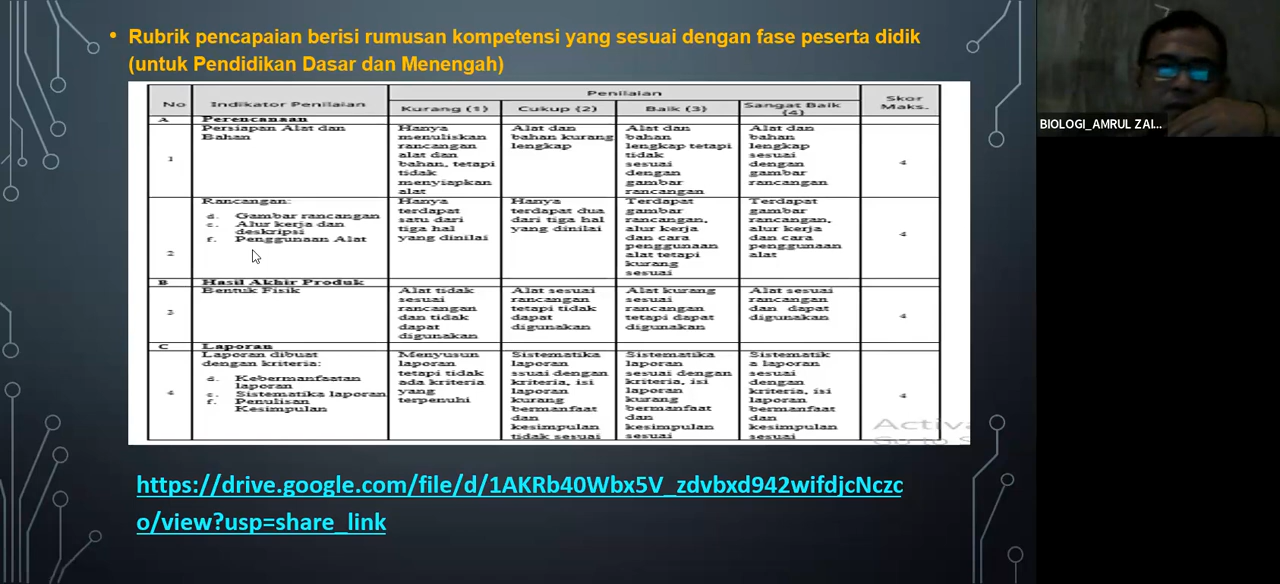 • Rubrik pencapaian berisi rumusan kompetensi yang sesuai dengan fase peserta didik
(untuk Pendidikan Dasar dan Menengah)
No Indikator Penilaian Penilaian Skor Maks.
Kurang (1) Cukup (2) Baik (3) Sangat Baik (4)
A Perencanaan
1
Persiapan Alat dan
Bahan
Hanya
menuliskan
rancangan
alat dan
bahan, tetapi
tidak
menyiapkan
alat
Alat dan
bahan kurang
lengkap
Alat dan
bahan
lengkap tetapi
tidak
sesuai
dengan
gambar
rancangan
Alat dan
bahan
lengkap
sesuai
dengan
gambar
rancangan
4
2
Rancangan:
d. Gambar rancangan
e. Alur kerja dan
deskripsi
f. Penggunaan Alat
Hanya
terdapat
satu dari
tiga hal
yang dinilai
Hanya
terdapat dua
dari tiga hal
yang dinilai
Terdapat
gambar
rancangan,
alur kerja
dan cara
penggunaan
alat tetapi
kurang
sesuai
Terdapat
gambar
rancangan,
alur kerja
dan cara
penggunaan
alat
4
B Hasil Akhir Produk
3
Bentuk Fisik
Alat tidak
sesuai
rancangan
dan tidak
dapat
digunakan
Alat sesuai
rancangan
tetapi tidak
dapat
digunakan
Alat kurang
sesuai
rancangan
tetapi dapat
digunakan
Alat sesuai
rancangan
dan dapat
digunakan
4
C Laporan
4
Laporan dibuat
dengan kriteria:
d. Kebermanfaatan
laporan
e. Sistematika laporan
f. Penulisan
Kesimpulan
Menyusun
laporan
tetapi tidak
ada kriteria
yang
terpenuhi
Sistematika
laporan
ssuai dengan
kriteria, isi
laporan
kurang
bermanfaat
dan
kesimpulan
tidak sesuai
Sistematika
laporan
sesuai dengan
kriteria, isi
laporan
kurang
bermanfaat
dan
kesimpulan
sesuai
Sistematik
a laporan
sesuai
dengan
kriteria, isi
laporan
bermanfaat
dan
kesimpulan
sesuai
4
https://drive.google.com/file/d/1AKRb40Wbx5V_zdvbxd942wifdjcNczc
o/view?usp=share_link
BIOLOGI_AMRUL ZAI...